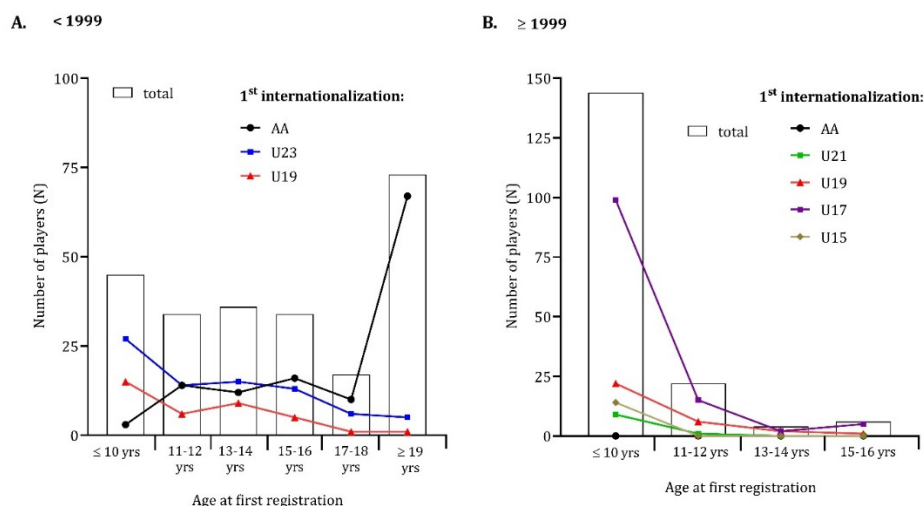 A. < 1999
100
75
50
25
0
Number of players (N)
total
1st internationalization:
AA
U23
U19
≤ 10 yrs
11-12 yrs
13-14 yrs
15-16 yrs
17-18 yrs
≥ 19 yrs
Age at first registration
B. ≥ 1999
150
125
100
75
50
25
0
Number of players (N)
total
1st internationalization:
AA
U21
U19
U17
U15
≤ 10 yrs
11-12 yrs
13-14 yrs
15-16 yrs
Age at first registration